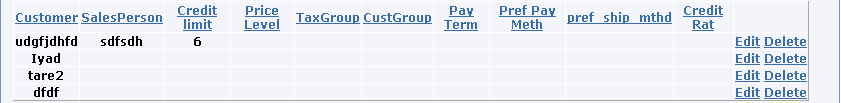 Customer SalesPerson Credit limit Price Level TaxGroup CustGroup Pay Term Pref Pay Meth pref_ship_mthd Credit Rat
udgfjdhfd sdfsdh 6 Edit Delete
Iyad Edit Delete
tare2 Edit Delete
dfdf Edit Delete